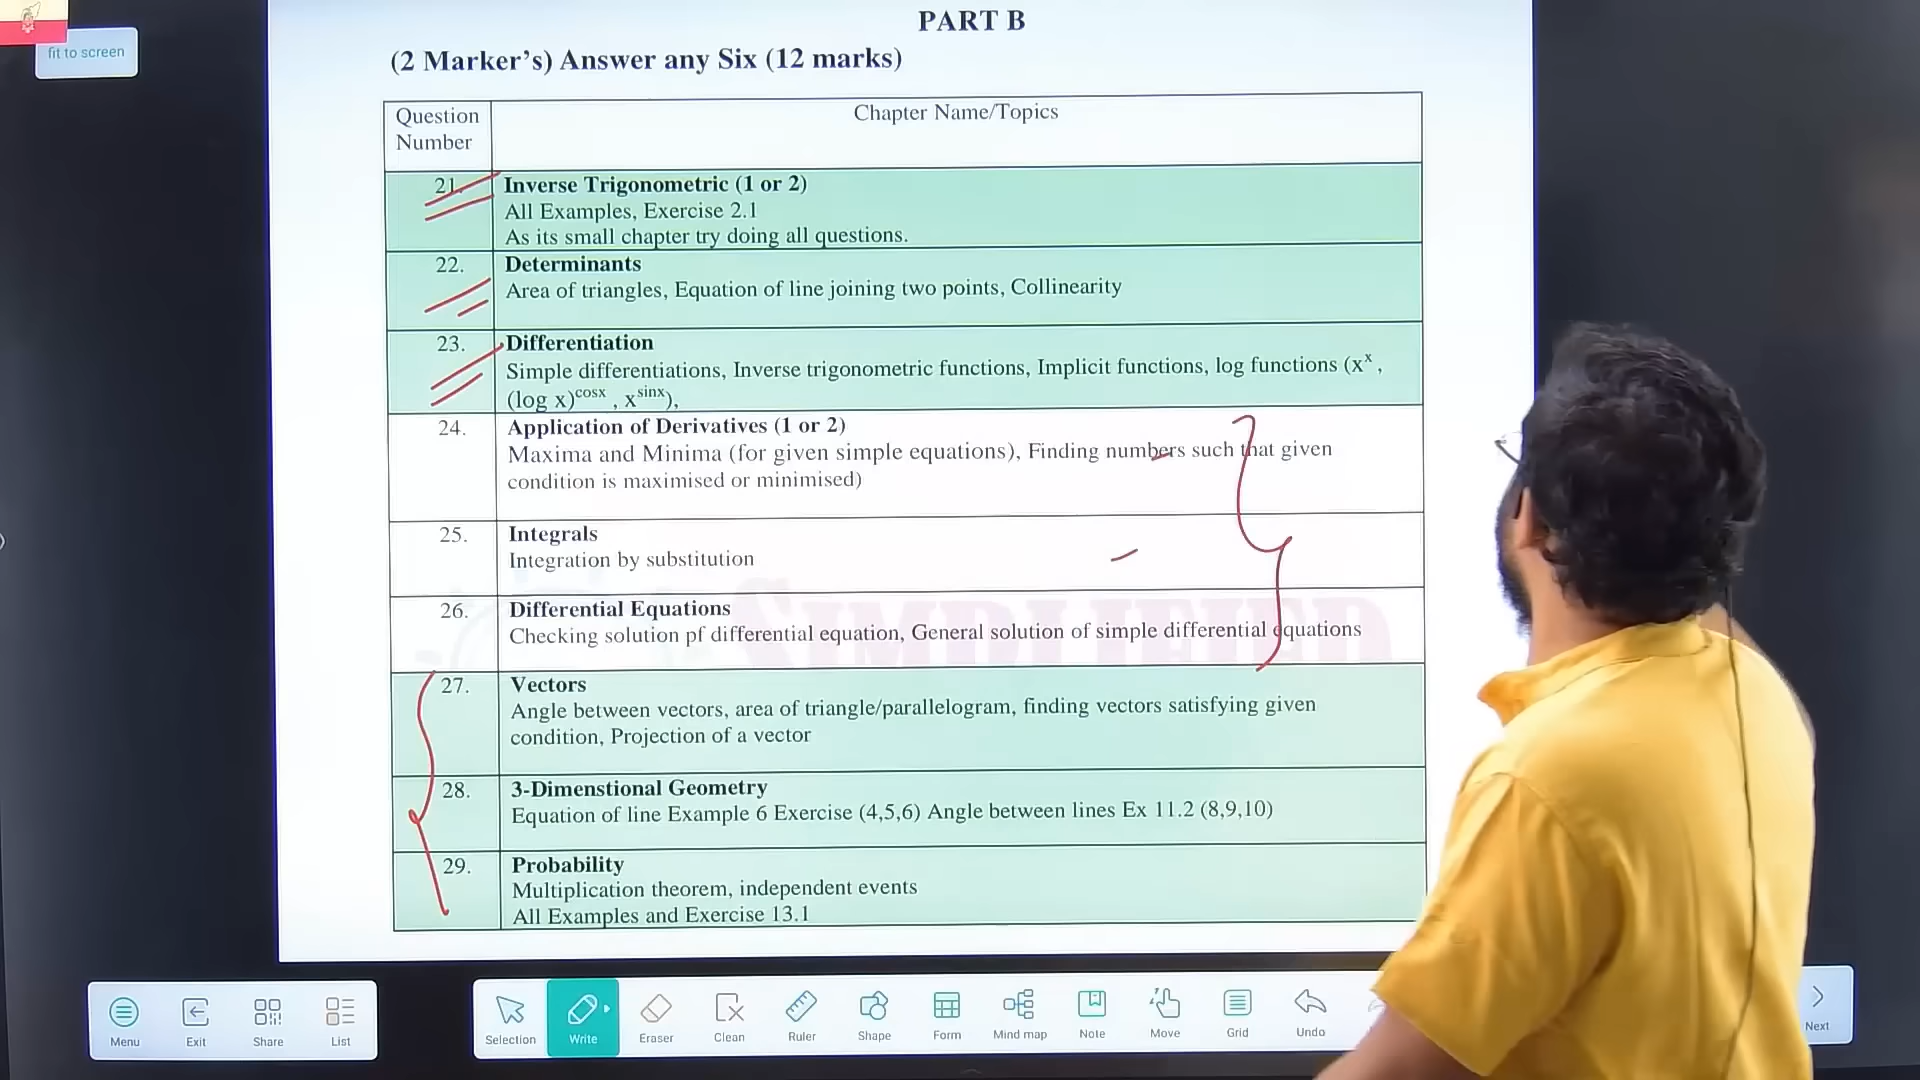 fit to screen
PART B
(2 Marker's) Answer any Six (12 marks)
Question Number
Chapter Name/Topics
21.
Inverse Trigonometric (1 or 2)
All Examples, Exercise 2.1
As its small chapter try doing all questions.
22.
Determinants
Area of triangles, Equation of line joining two points, Collinearity
23.
Differentiation
Simple differentiations, Inverse trigonometric functions, Implicit functions, log functions (x^x ,
(log x)^cosx , x^sinx),
24.
Application of Derivatives (1 or 2)
Maxima and Minima (for given simple equations), Finding numbers such that given
condition is maximised or minimised)
25.
Integrals
Integration by substitution
26.
Differential Equations
Checking solution pf differential equation, General solution of simple differential equations
SIMPLIFIED
27.
Vectors
Angle between vectors, area of triangle/parallelogram, finding vectors satisfying given
condition, Projection of a vector
28.
3-Dimenstional Geometry
Equation of line Example 6 Exercise (4,5,6) Angle between lines Ex 11.2 (8,9,10)
29.
Probability
Multiplication theorem, independent events
All Examples and Exercise 13.1
Menu Exit Share List Selection Write Eraser Clean Ruler Shape Form Mind map Note Move Grid Undo Next